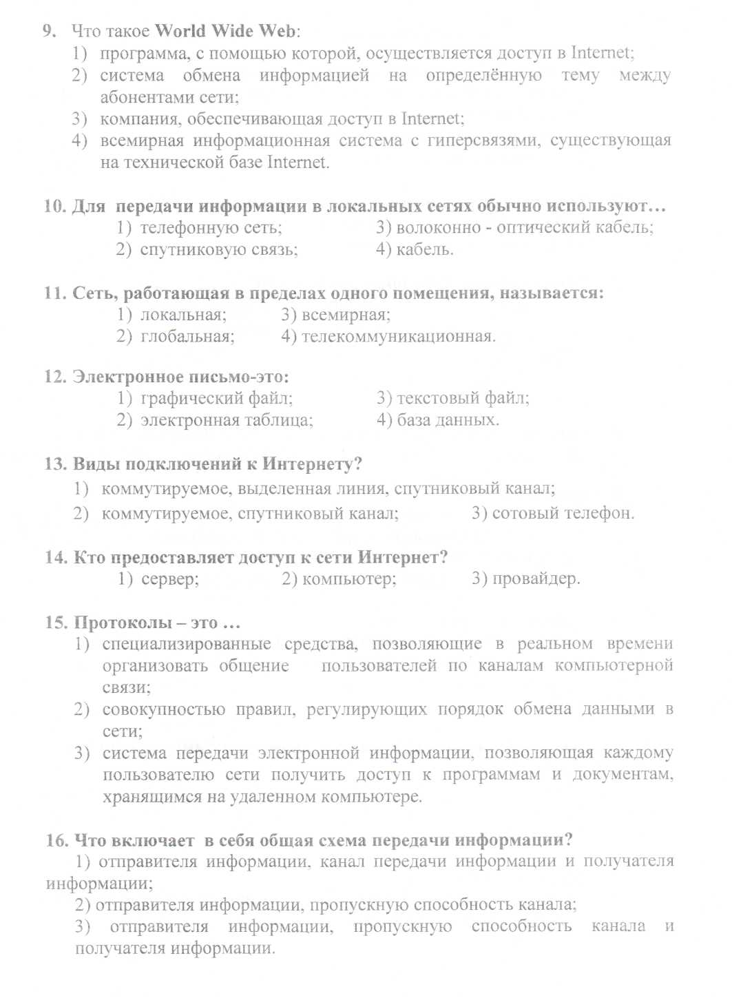 9. Что такое World Wide Web:
1) программа, с помощью которой, осуществляется доступ в Internet;
2) система обмена информацией на определённую тему между
абонентами сети;
3) компания, обеспечивающая доступ в Internet;
4) всемирная информационная система с гиперсвязями, существующая
на технической базе Internet.
10. Для передачи информации в локальных сетях обычно используют...
1) телефонную сеть; 3) волоконно - оптический кабель;
2) спутниковую связь; 4) кабель.
11. Сеть, работающая в пределах одного помещения, называется:
1) локальная; 3) всемирная;
2) глобальная; 4) телекоммуникационная.
12. Электронное письмо-это:
1) графический файл; 3) текстовый файл;
2) электронная таблица; 4) база данных.
13. Виды подключений к Интернету?
1) коммутируемое, выделенная линия, спутниковый канал;
2) коммутируемое, спутниковый канал; 3) сотовый телефон.
14. Кто предоставляет доступ к сети Интернет?
1) сервер; 2) компьютер; 3) провайдер.
15. Протоколы – это ...
1) специализированные средства, позволяющие в реальном времени
организовать общение пользователей по каналам компьютерной
связи;
2) совокупностью правил, регулирующих порядок обмена данными в
сети;
3) система передачи электронной информации, позволяющая каждому
пользователю сети получить доступ к программам и документам,
хранящимся на удаленном компьютере.
16. Что включает в себя общая схема передачи информации?
1) отправителя информации, канал передачи информации и получателя
информации;
2) отправителя информации, пропускную способность канала;
3) отправителя информации, пропускную способность канала и
получателя информации.